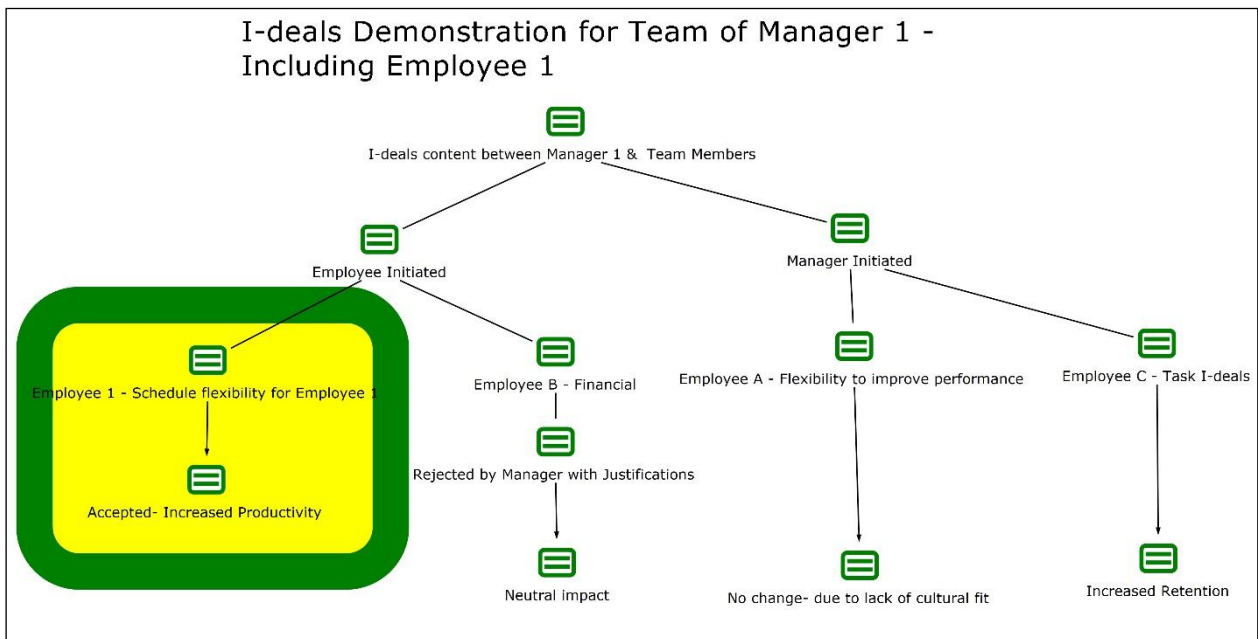 I-deals Demonstration for Team of Manager 1 -
Including Employee 1
I-deals content between Manager 1 & Team Members
Employee Initiated
Manager Initiated
Employee 1 - Schedule flexibility for Employee 1
Employee B - Financial
Employee A - Flexibility to improve performance
Employee C - Task I-deals
Rejected by Manager with Justifications
Accepted- Increased Productivity
Neutral impact
No change- due to lack of cultural fit
Increased Retention